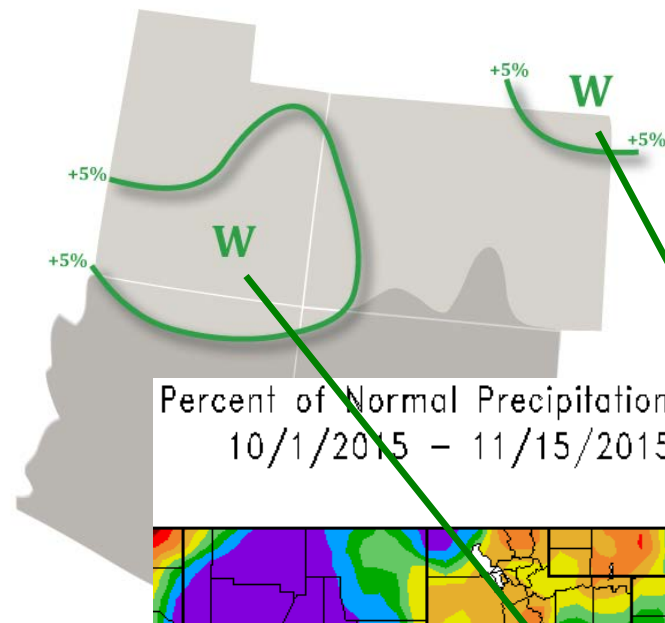 +5%
W
+5%
+5%
W
+5%
Percent of Normal Precipitation
10/1/2015 – 11/15/2015